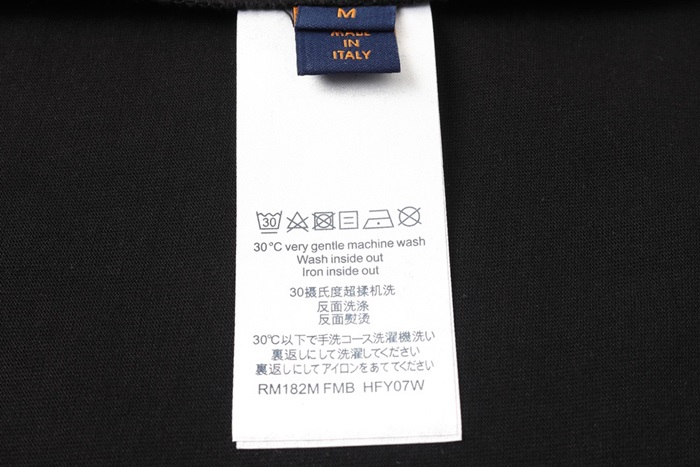 M
MADE
IN
ITALY
30
30°C very gentle machine wash
Wash inside out
Iron inside out
30摄氏度超揉机洗
反面洗涤
反面熨烫
30℃以下で手洗コース洗濯機洗い
裏返しにして洗濯してください
裏返しにしてアイロンをあててください
RM182M FMB HFY07W